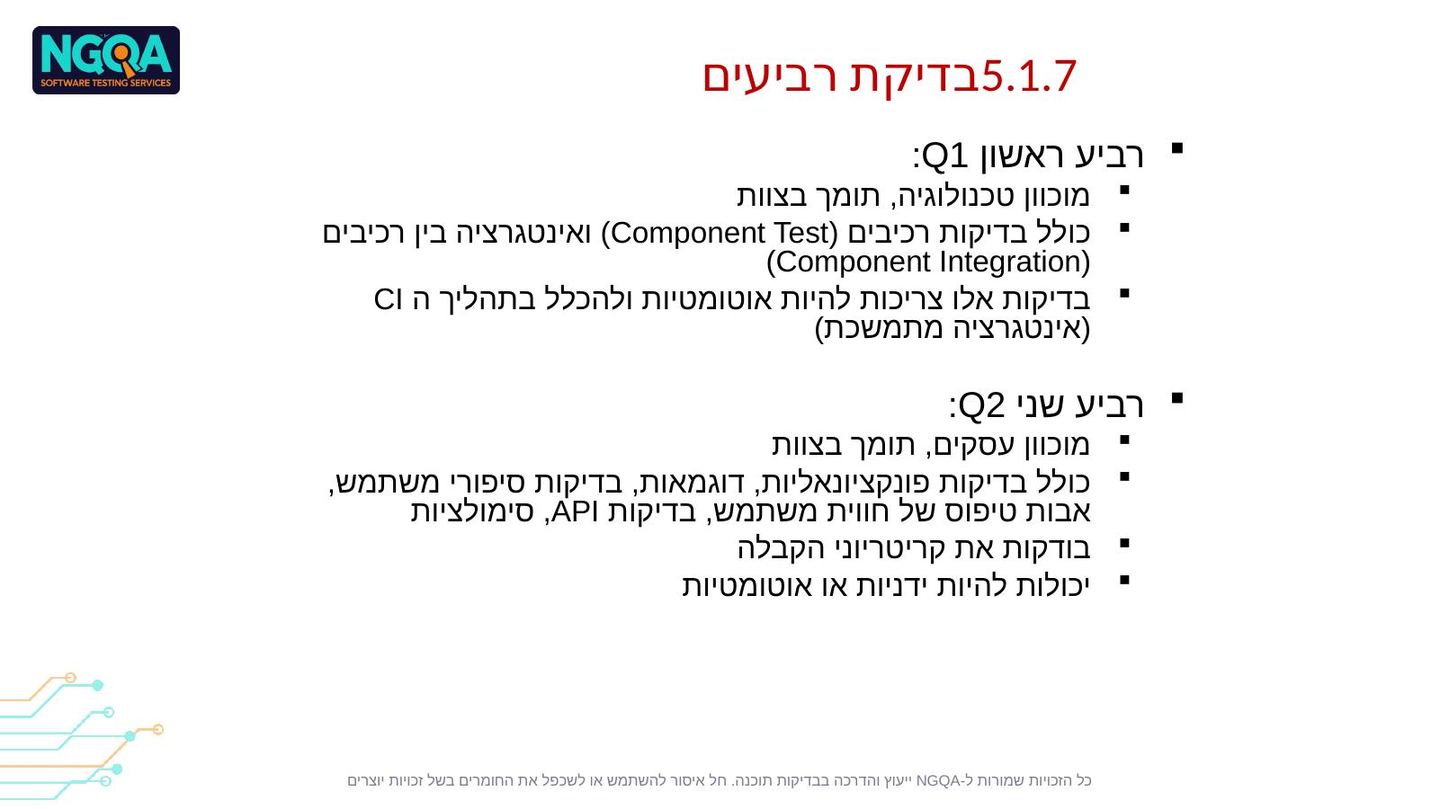 NGQA
SOFTWARE TESTING SERVICES
5.1.7בדיקת רביעים
רביע ראשון Q1:
מוכוון טכנולוגיה, תומך בצוות
כולל בדיקות רכיבים (Component Test) ואינטגרציה בין רכיבים
(Component Integration)
בדיקות אלו צריכות להיות אוטומטיות ולהכלל בתהליך ה CI
(אינטגרציה מתמשכת)
רביע שני Q2:
מוכוון עסקים, תומך בצוות
כולל בדיקות פונקציונאליות, דוגמאות, בדיקות סיפורי משתמש,
אבות טיפוס של חווית משתמש, בדיקות API, סימולציות
בודקות את קריטריוני הקבלה
יכולות להיות ידניות או אוטומטיות
כל הזכויות שמורות ל-NGQA ייעוץ והדרכה בבדיקות תוכנה. חל איסור להשתמש או לשכפל את החומרים בשל זכויות יוצרים